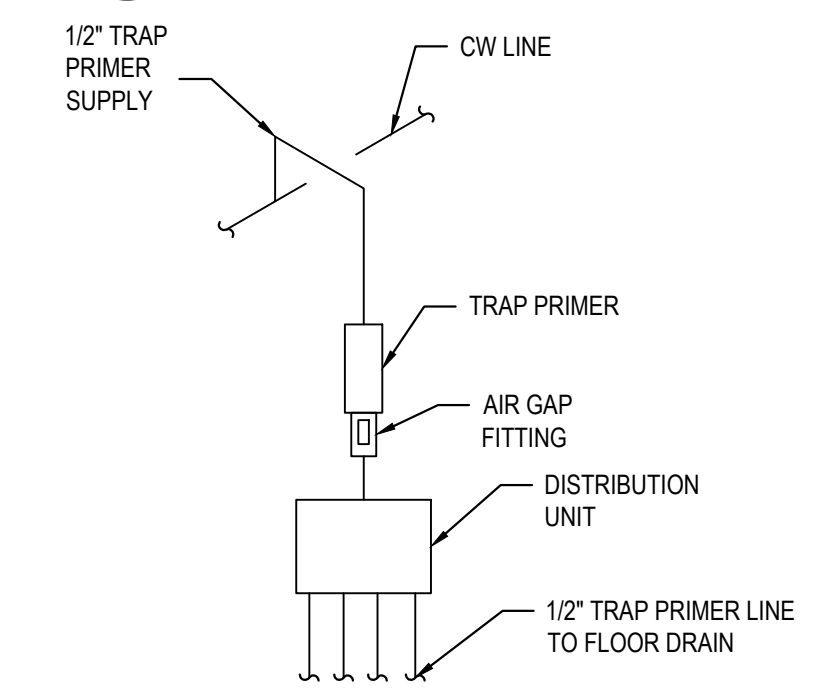 1/2" TRAP
PRIMER
SUPPLY
CW LINE
TRAP PRIMER
AIR GAP
FITTING
DISTRIBUTION
UNIT
1/2" TRAP PRIMER LINE
TO FLOOR DRAIN